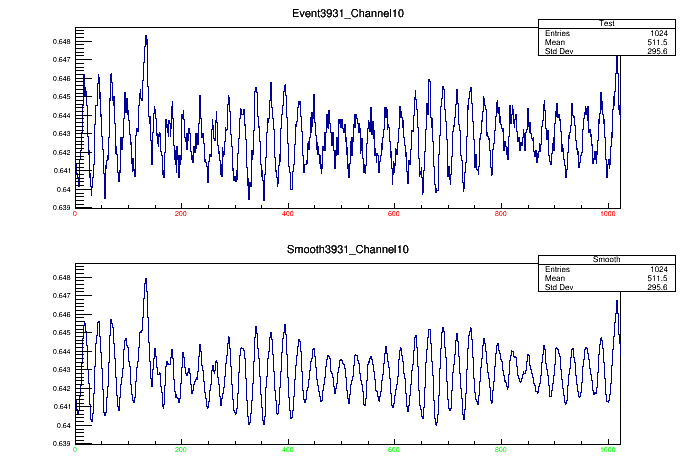 Event3931_Channel10
Test
Entries 1024
Mean 511.5
Std Dev 295.6
0.648
0.647
0.646
0.645
0.644
0.643
0.642
0.641
0.64
0.639
0 200 400 600 800 1000
Smooth3931_Channel10
Smooth
Entries 1024
Mean 511.5
Std Dev 295.6
0.648
0.647
0.646
0.645
0.644
0.643
0.642
0.641
0.64
0.639
0 200 400 600 800 1000